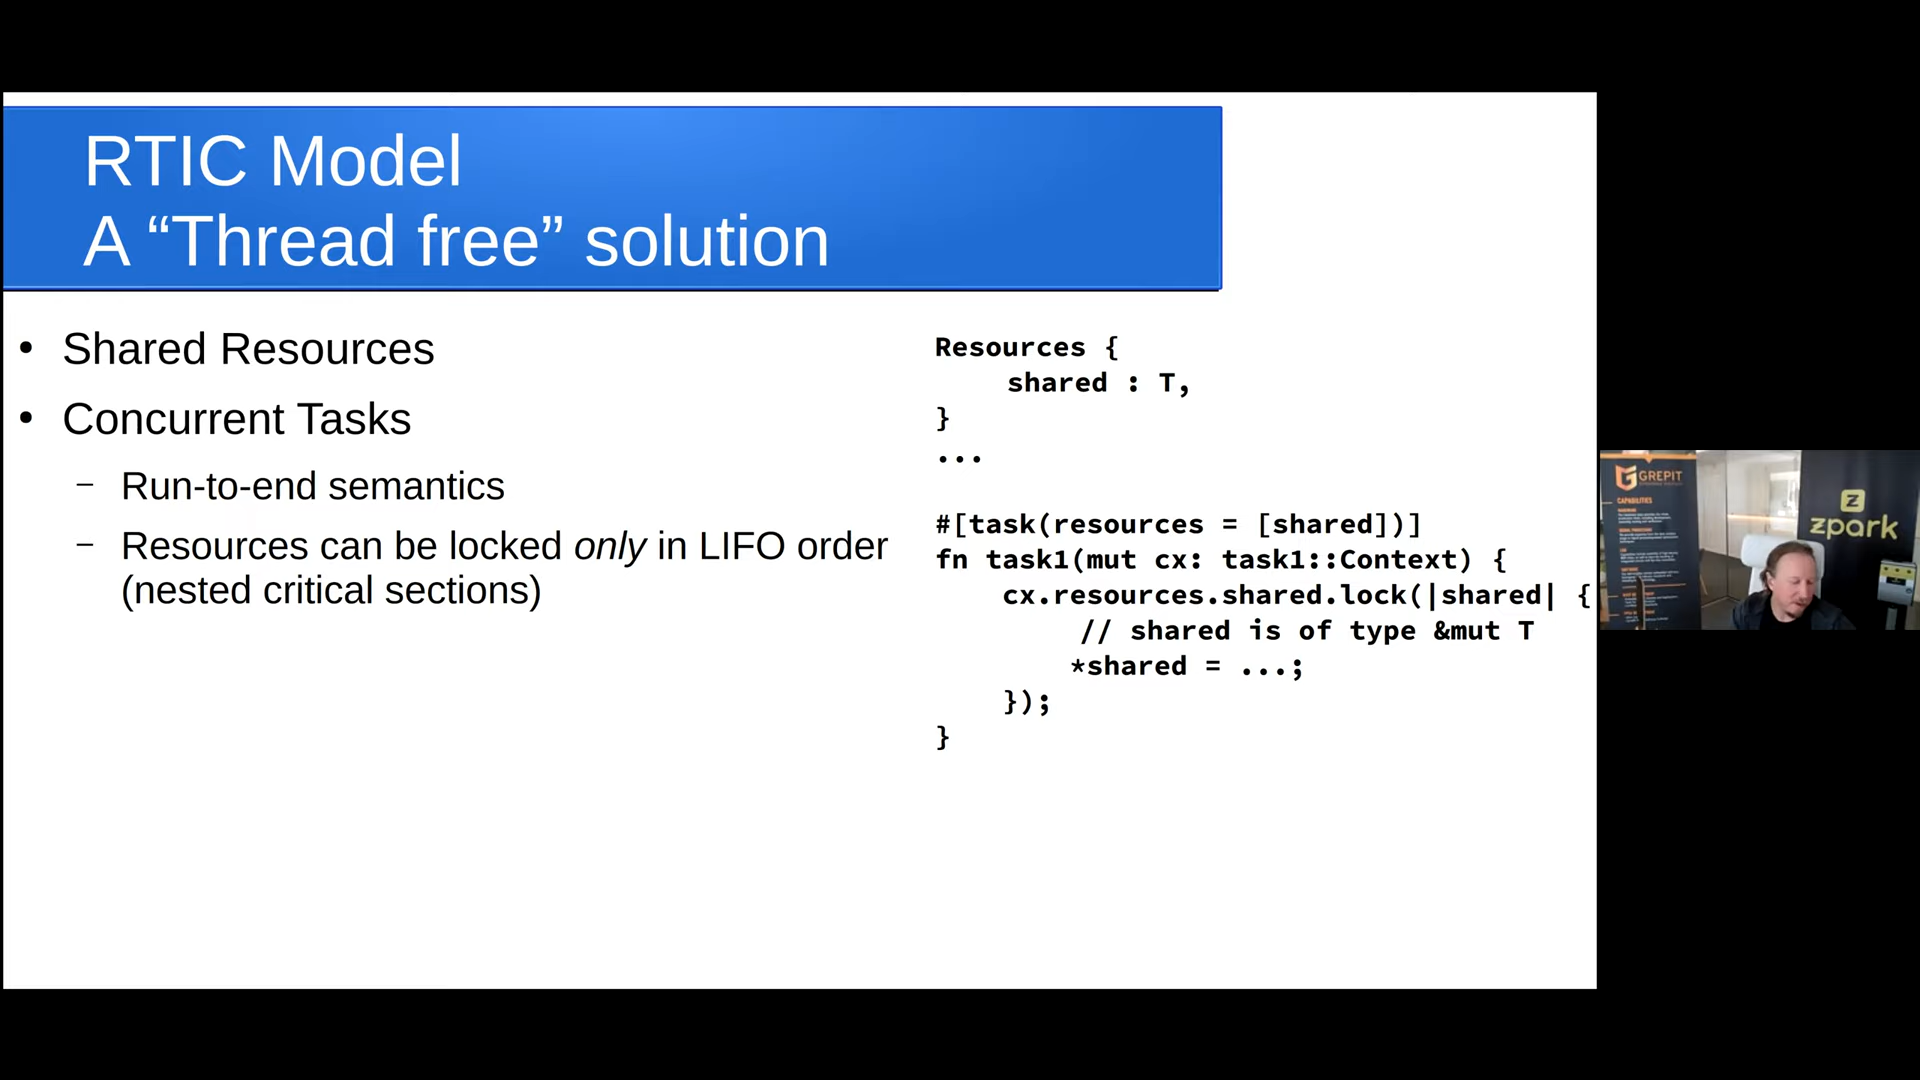 RTIC Model
A “Thread free” solution
• Shared Resources
• Concurrent Tasks
– Run-to-end semantics
– Resources can be locked only in LIFO order
(nested critical sections)
Resources {
shared : T,
}
...
#[task(resources = [shared])]
fn task1(mut cx: task1::Context) {
cx.resources.shared.lock(|shared| {
// shared is of type &mut T
*shared = ...;
});
}
GREPIT
CAPABILITIES
z
zpark